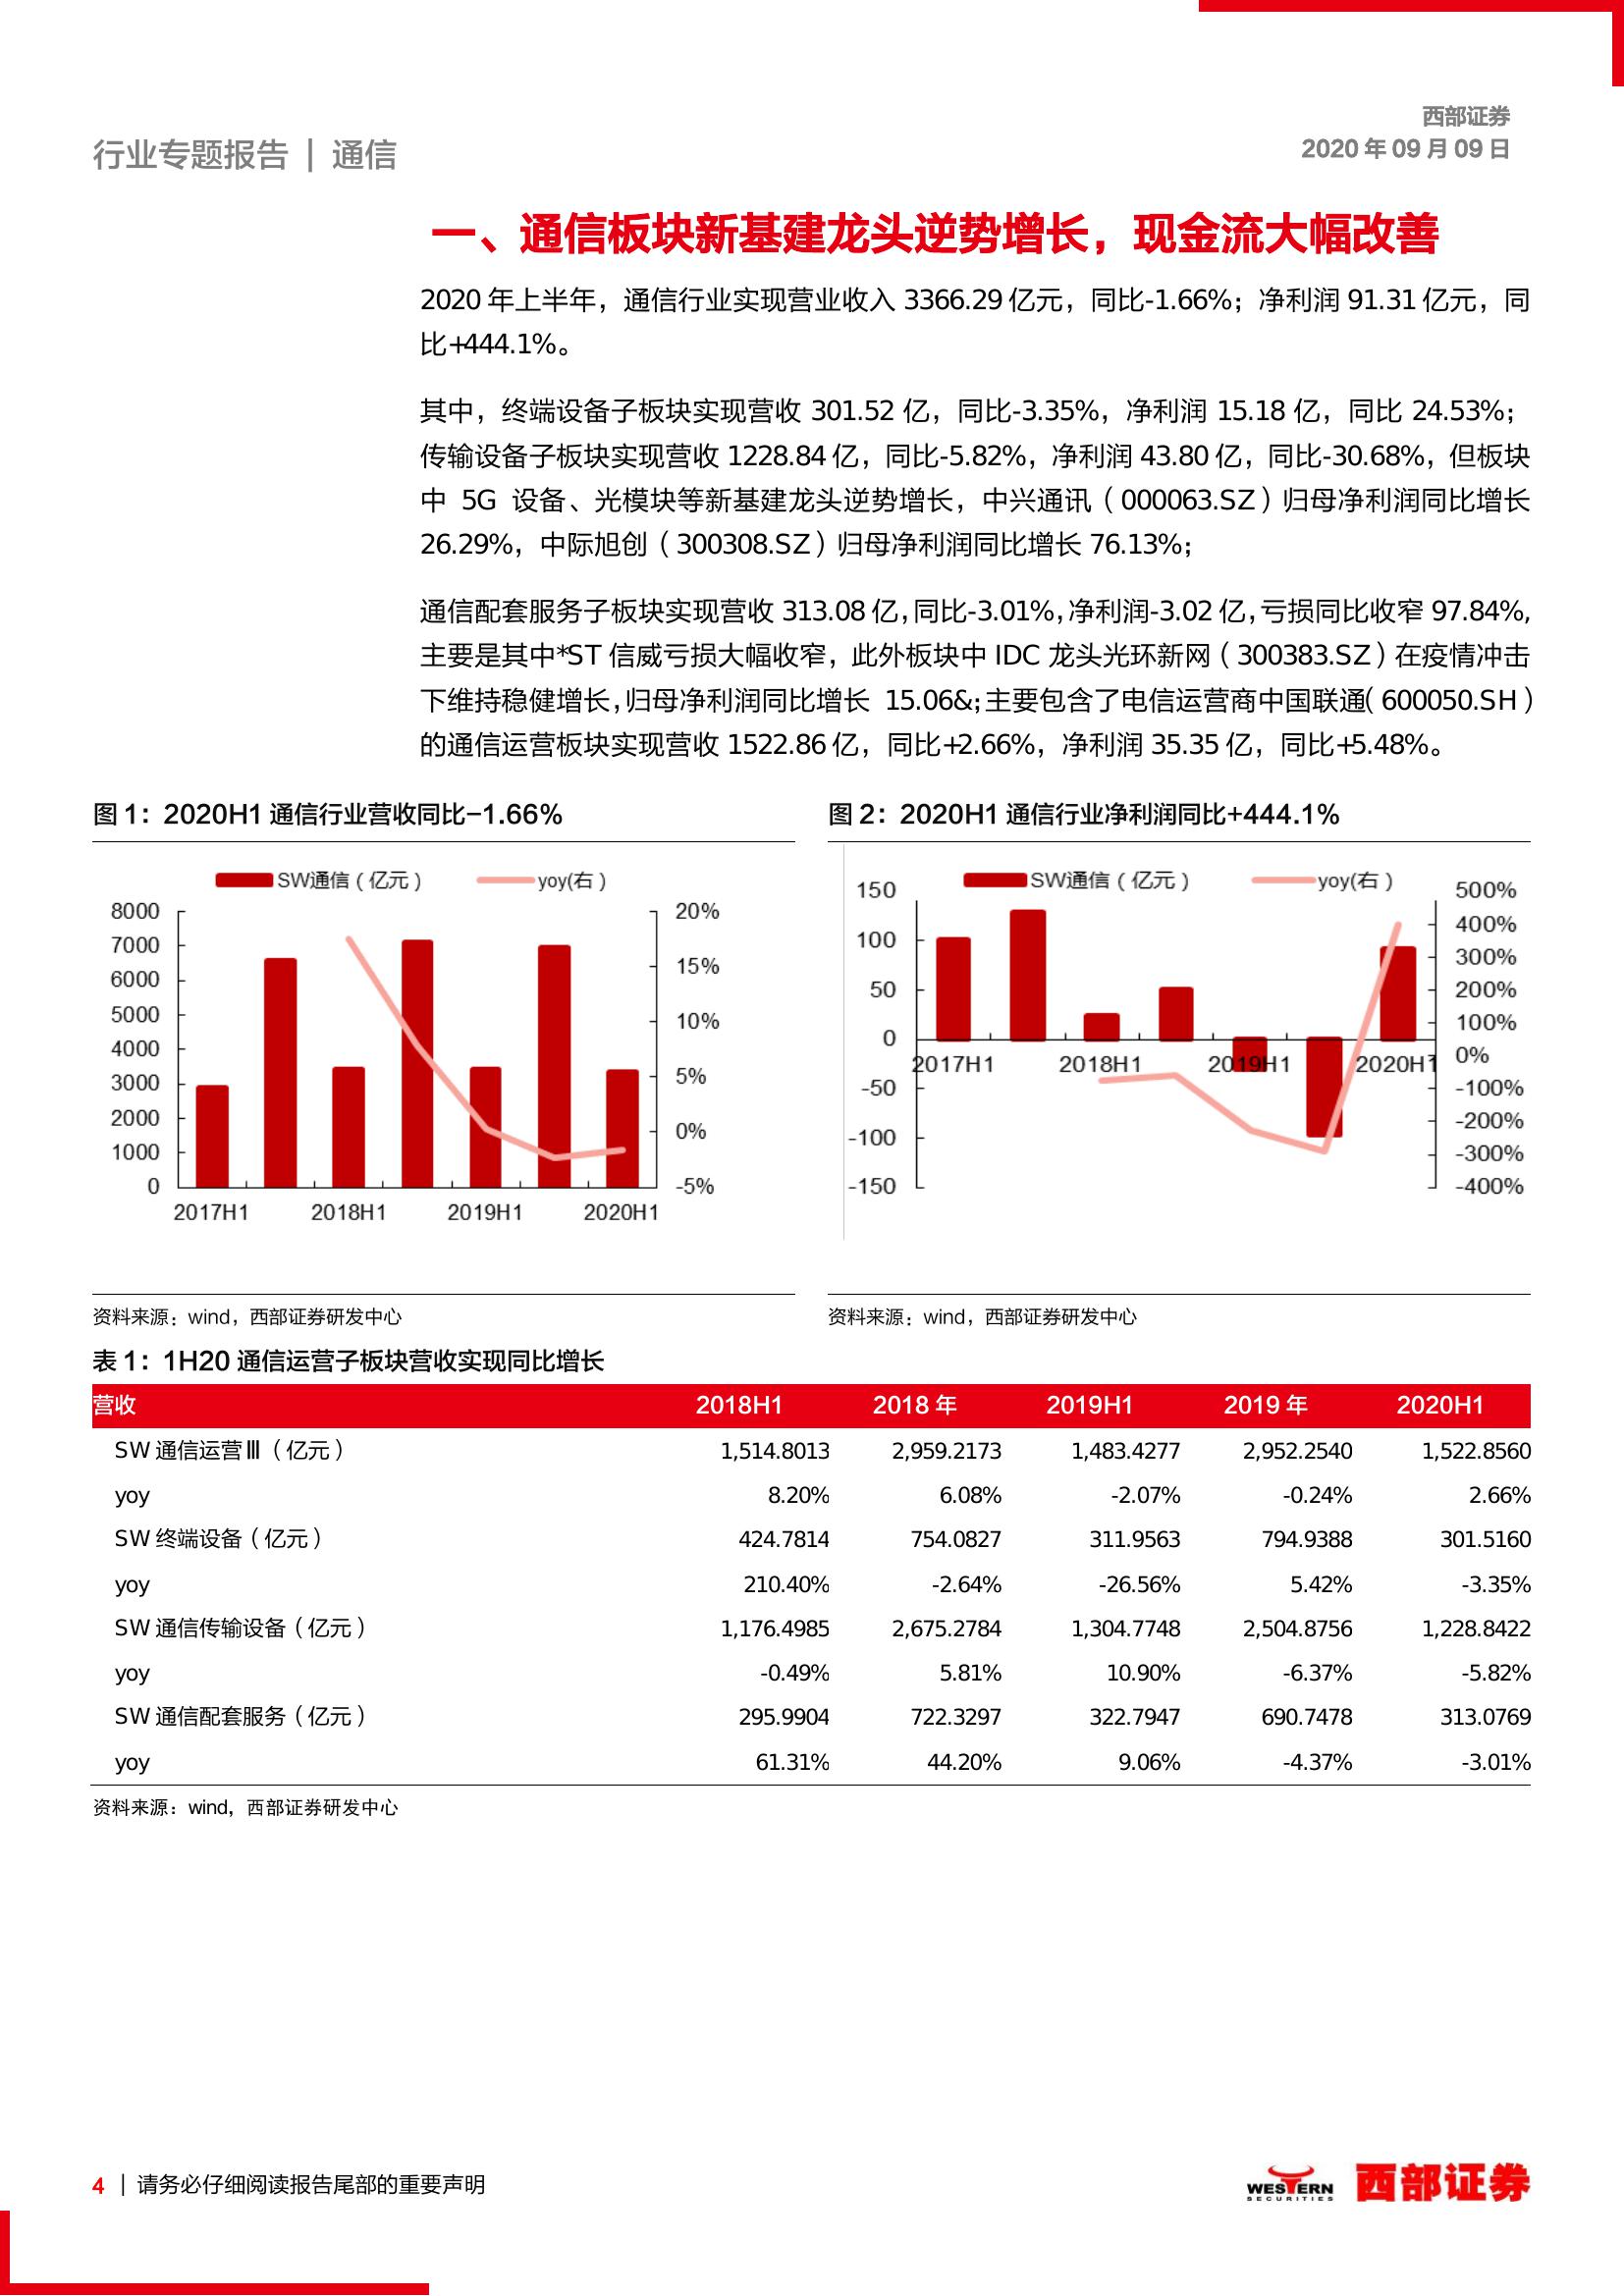 西部证券
行业专题报告 | 通信
2020 年 09 月 09 日
一、通信板块新基建龙头逆势增长，现金流大幅改善
2020 年上半年，通信行业实现营业收入 3366.29 亿元，同比-1.66%；净利润 91.31 亿元，同
比+444.1%。
其中，终端设备子板块实现营收 301.52 亿，同比-3.35%，净利润 15.18 亿，同比 24.53%；
传输设备子板块实现营收 1228.84 亿，同比-5.82%，净利润 43.80 亿，同比-30.68%，但板块
中 5G 设备、光模块等新基建龙头逆势增长，中兴通讯（000063.SZ）归母净利润同比增长
26.29%，中际旭创（300308.SZ）归母净利润同比增长 76.13%；
通信配套服务子板块实现营收 313.08 亿，同比-3.01%，净利润-3.02 亿，亏损同比收窄 97.84%，
主要是其中*ST 信威亏损大幅收窄，此外板块中 IDC 龙头光环新网（300383.SZ）在疫情冲击
下维持稳健增长，归母净利润同比增长 15.06&；主要包含了电信运营商中国联通（600050.SH）
的通信运营板块实现营收 1522.86 亿，同比+2.66%，净利润 35.35 亿，同比+5.48%。
图 1：2020H1 通信行业营收同比-1.66%
SW通信（亿元） yoy(右）
8000 20%
7000
6000 15%
5000 10%
4000
3000 5%
2000 0%
1000
0 -5%
2017H1 2018H1 2019H1 2020H1
资料来源：wind，西部证券研发中心
图 2：2020H1 通信行业净利润同比+444.1%
SW通信（亿元） yoy(右）
150 500%
400%
100 300%
50 200%
100%
0 0%
2017H1 2018H1 2019H1 2020H1
-50 -100%
-200%
-100 -300%
-150 -400%
资料来源：wind，西部证券研发中心
表 1：1H20 通信运营子板块营收实现同比增长
营收 2018H1 2018 年 2019H1 2019 年 2020H1
SW 通信运营Ⅲ（亿元） 1,514.8013 2,959.2173 1,483.4277 2,952.2540 1,522.8560
yoy 8.20% 6.08% -2.07% -0.24% 2.66%
SW 终端设备（亿元） 424.7814 754.0827 311.9563 794.9388 301.5160
yoy 210.40% -2.64% -26.56% 5.42% -3.35%
SW 通信传输设备（亿元） 1,176.4985 2,675.2784 1,304.7748 2,504.8756 1,228.8422
yoy -0.49% 5.81% 10.90% -6.37% -5.82%
SW 通信配套服务（亿元） 295.9904 722.3297 322.7947 690.7478 313.0769
yoy 61.31% 44.20% 9.06% -4.37% -3.01%
资料来源：wind，西部证券研发中心
4 | 请务必仔细阅读报告尾部的重要声明
WESTERN
SECURITIES
西部证券